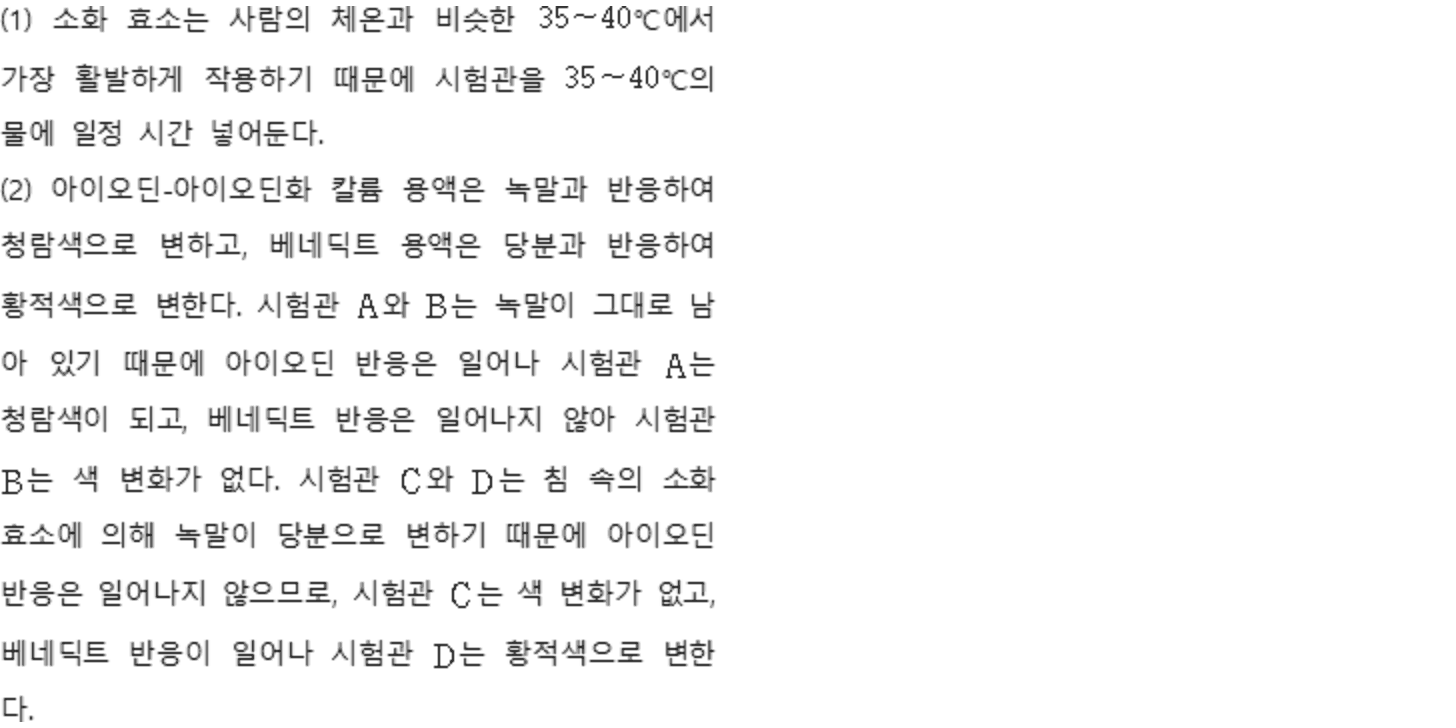 (1) 소화 효소는 사람의 체온과 비슷한 35～40℃에서
가장 활발하게 작용하기 때문에 시험관을 35～40℃의
물에 일정 시간 넣어둔다.
(2) 아이오딘-아이오딘화 칼륨 용액은 녹말과 반응하여
청람색으로 변하고, 베네딕트 용액은 당분과 반응하여
황적색으로 변한다. 시험관 A와 B는 녹말이 그대로 남
아 있기 때문에 아이오딘 반응은 일어나 시험관 A는
청람색이 되고, 베네딕트 반응은 일어나지 않아 시험관
B는 색 변화가 없다. 시험관 C와 D는 침 속의 소화
효소에 의해 녹말이 당분으로 변하기 때문에 아이오딘
반응은 일어나지 않으므로, 시험관 C는 색 변화가 없고,
베네딕트 반응이 일어나 시험관 D는 황적색으로 변한
다.